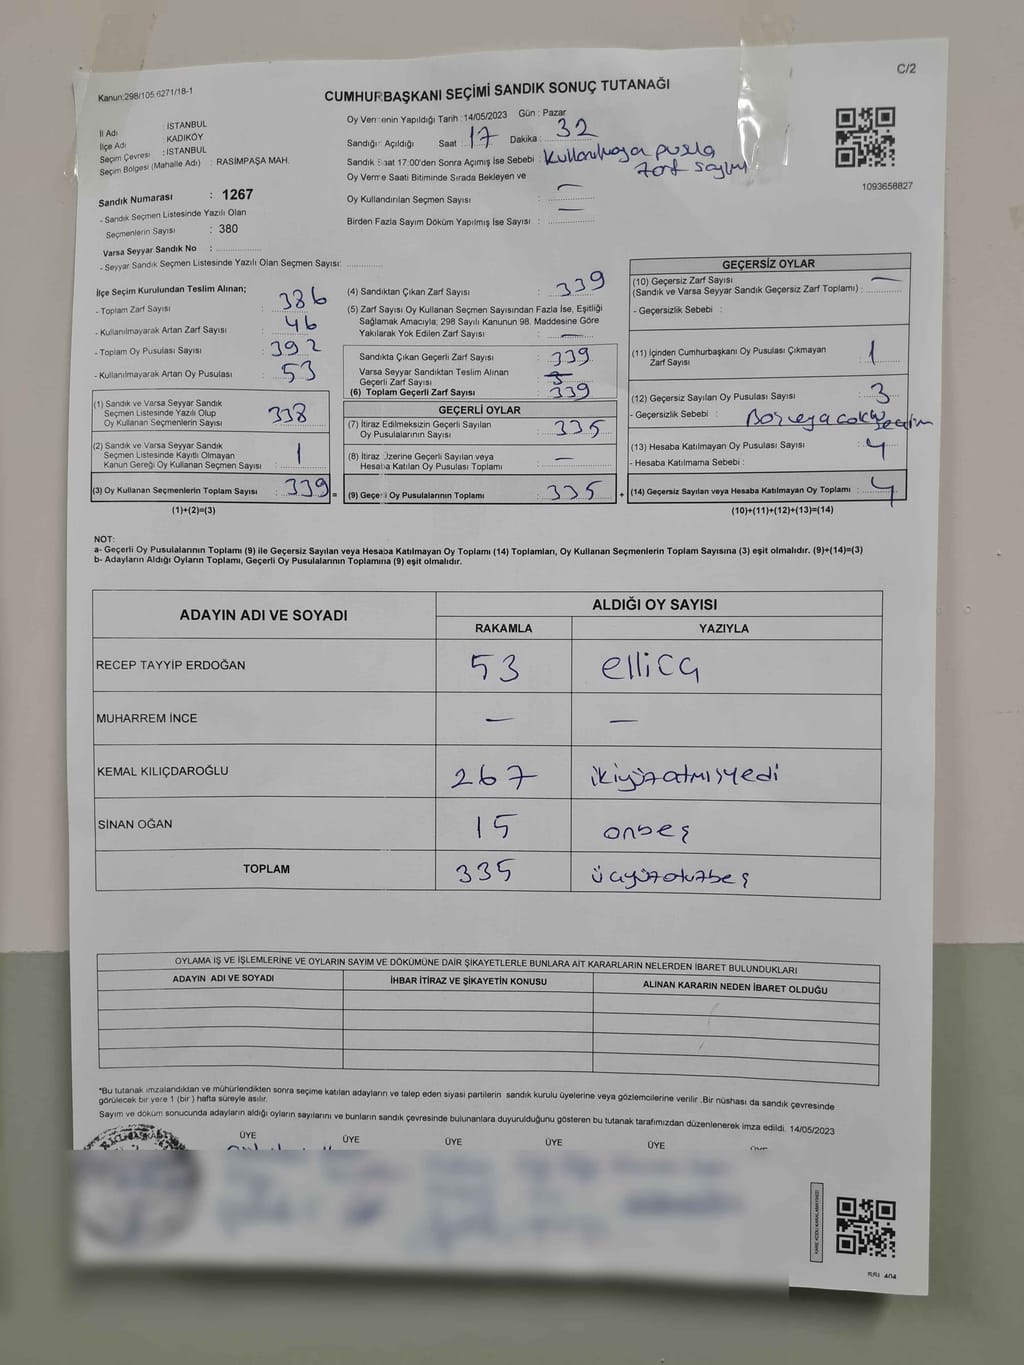 C/2
Kanun:298/105 6271/18-1
CUMHURBAŞKANI SEÇİMİ SANDIK SONUÇ TUTANAĞI
İl Adı : İSTANBUL
İlçe Adı : KADIKÖY
Seçim Çevresi : İSTANBUL
Seçim Bölgesi (Mahalle Adı) : RASİMPAŞA MAH.
Sandık Numarası : 1267
- Sandık Seçmen Listesinde Yazılı Olan
Seçmenlerin Sayısı : 380
Varsa Seyyar Sandık No :
- Seyyar Sandık Seçmen Listesinde Yazılı Olan Seçmen Sayısı:
Oy Vermenin Yapıldığı Tarih : 14/05/2023 Gün : Pazar
Sandığın Açıldığı Saat : 17 Dakika : 32
Sandık Saat 17:00'den Sonra Açımış İse Sebebi : Kullanılmayan pusla
zarf sayımı
Oy Verme Saati Bitiminde Sırada Bekleyen ve
Oy Kullandırılan Seçmen Sayısı : —
Birden Fazla Sayım Döküm Yapılmış İse Sayısı : —
1093658827
İlçe Seçim Kurulundan Teslim Alınan;
- Toplam Zarf Sayısı : 386
- Kullanılmayarak Artan Zarf Sayısı : 46
- Toplam Oy Pusulası Sayısı : 392
- Kullanılmayarak Artan Oy Pusulası : 53
(1) Sandık ve Varsa Seyyar Sandık
Seçmen Listesinde Yazılı Olup
Oy Kullanan Seçmenlerin Sayısı : 338
(2) Sandık ve Varsa Seyyar Sandık
Seçmen Listesinde Kayıtlı Olmayan
Kanun Gereği Oy Kullanan Seçmen Sayısı : 1
(3) Oy Kullanan Seçmenlerin Toplam Sayısı : 339 =
(1)+(2)=(3)
(4) Sandıktan Çıkan Zarf Sayısı : 339
(5) Zarf Sayısı Oy Kullanan Seçmen Sayısından Fazla İse, Eşitliği
Sağlamak Amacıyla; 298 Sayılı Kanunun 98. Maddesine Göre
Yakılarak Yok Edilen Zarf Sayısı : —
Sandıkta Çıkan Geçerli Zarf Sayısı : 339
Varsa Seyyar Sandıktan Teslim Alınan
Geçerli Zarf Sayısı :
(6) Toplam Geçerli Zarf Sayısı : 339
GEÇERLİ OYLAR
(7) İtiraz Edilmeksizin Geçerli Sayılan
Oy Pusulalarının Sayısı : 335
(8) İtiraz Üzerine Geçerli Sayılan veya
Hesaba Katılan Oy Pusulası Toplamı : —
(9) Geçerli Oy Pusulalarının Toplamı : 335 +
GEÇERSİZ OYLAR
(10) Geçersiz Zarf Sayısı
(Sandık ve Varsa Seyyar Sandık Geçersiz Zarf Toplamı) : —
- Geçersizlik Sebebi :
(11) İçinden Cumhurbaşkanı Oy Pusulası Çıkmayan
Zarf Sayısı : 1
(12) Geçersiz Sayılan Oy Pusulası Sayısı : 3
- Geçersizlik Sebebi : Boş veya
(13) Hesaba Katılmayan Oy Pusulası Sayısı : 4
- Hesaba Katılmama Sebebi :
(14) Geçersiz Sayılan veya Hesaba Katılmayan Oy Toplamı : 4
(10)+(11)+(12)+(13)=(14)
NOT:
a- Geçerli Oy Pusulalarının Toplamı (9) ile Geçersiz Sayılan veya Hesaba Katılmayan Oy Toplamı (14) Toplamları, Oy Kullanan Seçmenlerin Toplam Sayısına (3) eşit olmalıdır. (9)+(14)=(3)
b- Adayların Aldığı Oyların Toplamı, Geçerli Oy Pusulalarının Toplamına (9) eşit olmalıdır.
ADAYIN ADI VE SOYADI
ALDIĞI OY SAYISI
RAKAMLA YAZIYLA
RECEP TAYYİP ERDOĞAN 53 elliüç
MUHARREM İNCE — —
KEMAL KILIÇDAROĞLU 267 ikiyüzatmışyedi
SİNAN OĞAN 15 onbeş
TOPLAM 335 üçyüzotuzbeş
OYLAMA İŞ VE İŞLEMLERİNE VE OYLARIN SAYIM VE DÖKÜMÜNE DAİR ŞİKAYETLERLE BUNLARA AİT KARARLARIN NELERDEN İBARET BULUNDUKLARI
ADAYIN ADI VE SOYADI İHBAR İTİRAZ VE ŞİKAYETİN KONUSU ALINAN KARARIN NEDEN İBARET OLDUĞU
*Bu tutanak imzalandıktan ve mühürlendikten sonra seçime katılan adayların ve talep eden siyasi partilerin sandık kurulu üyelerine veya gözlemcilerine verilir .Bir nüshası da sandık çevresinde
görülecek bir yere 1 (bir ) hafta süreyle asılır.
Sayım ve döküm sonucunda adayların aldığı oyların sayılarını ve bunların sandık çevresinde bulunanlara duyurulduğunu gösteren bu tutanak tarafımızdan düzenlenerek imza edildi. 14/05/2023
ÜYE ÜYE ÜYE ÜYE ÜYE